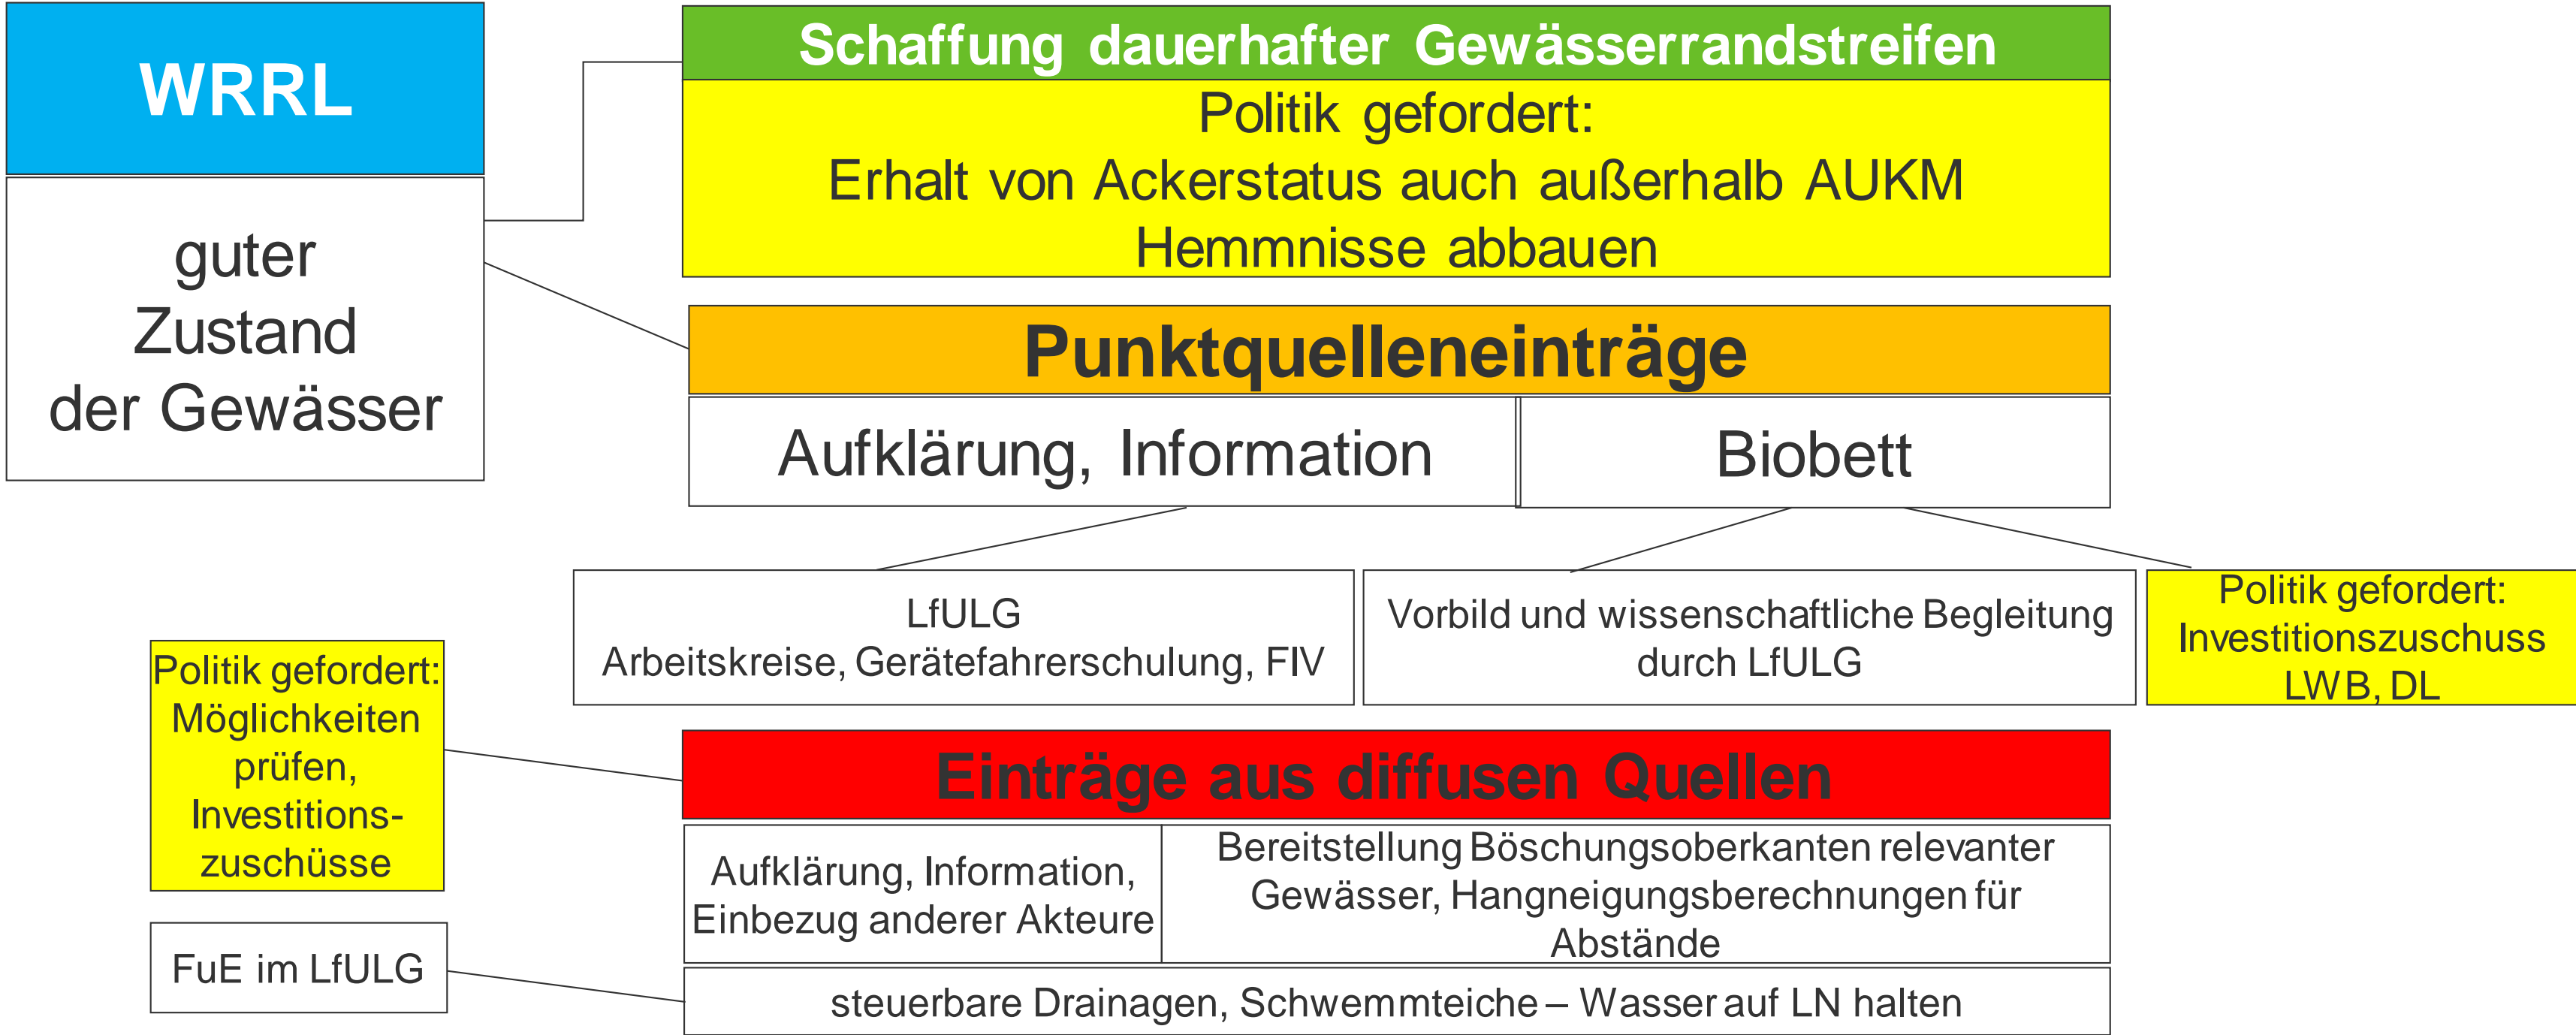 WRRL
guter
Zustand
der Gewässer
Schaffung dauerhafter Gewässerrandstreifen
Politik gefordert:
Erhalt von Ackerstatus auch außerhalb AUKM
Hemmnisse abbauen
Punktquelleneinträge
Aufklärung, Information
Biobett
LfULG
Arbeitskreise, Gerätefahrerschulung, FIV
Vorbild und wissenschaftliche Begleitung
durch LfULG
Politik gefordert:
Investitionszuschuss
LWB, DL
Politik gefordert:
Möglichkeiten
prüfen,
Investitions-
zuschüsse
Einträge aus diffusen Quellen
Aufklärung, Information,
Einbezug anderer Akteure
Bereitstellung Böschungsoberkanten relevanter
Gewässer, Hangneigungsberechnungen für
Abstände
FuE im LfULG
steuerbare Drainagen, Schwemmteiche – Wasser auf LN halten